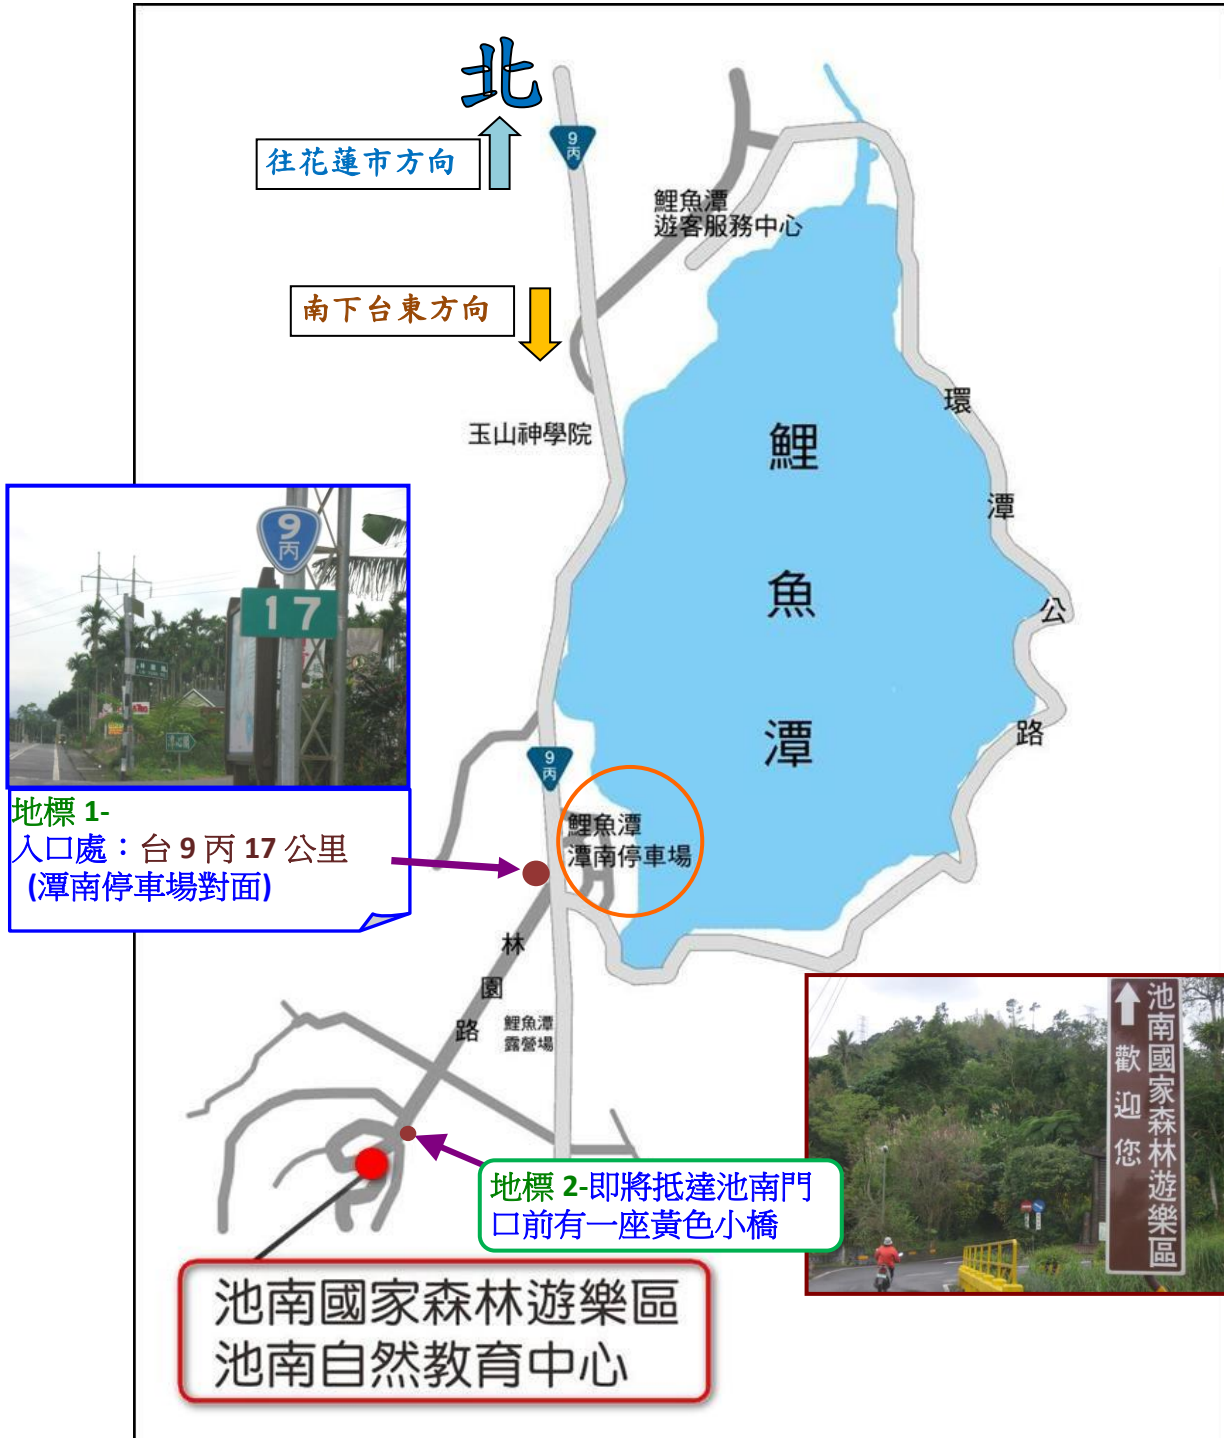 北
往花蓮市方向
9
丙
鯉魚潭
遊客服務中心
南下台東方向
玉山神學院
鯉
魚
潭
環
潭
公
路
9
丙
17
9
丙
鯉魚潭
潭南停車場
地標 1-
入口處：台 9 丙 17 公里
(潭南停車場對面)
林
園
路
鯉魚潭
露營場
池南國家森林遊樂區
歡迎您
地標 2-即將抵達池南門
口前有一座黃色小橋
池南國家森林遊樂區
池南自然教育中心